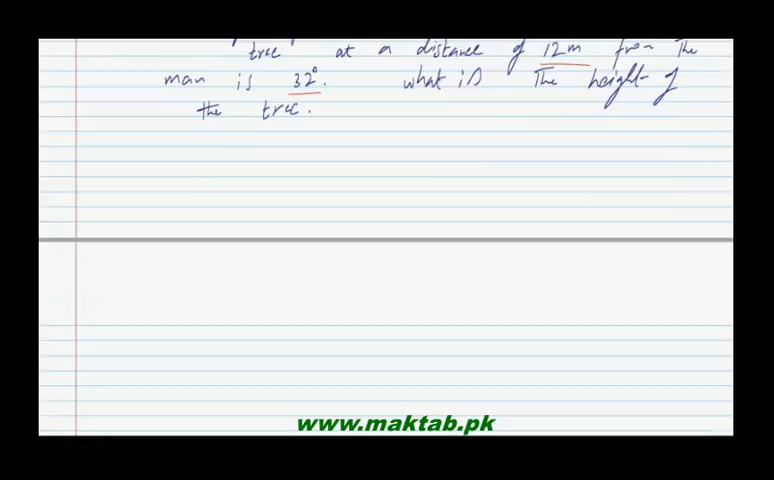 tree at a distance of 12m from The
man is 32°. what is The height of
the tree.
www.maktab.pk